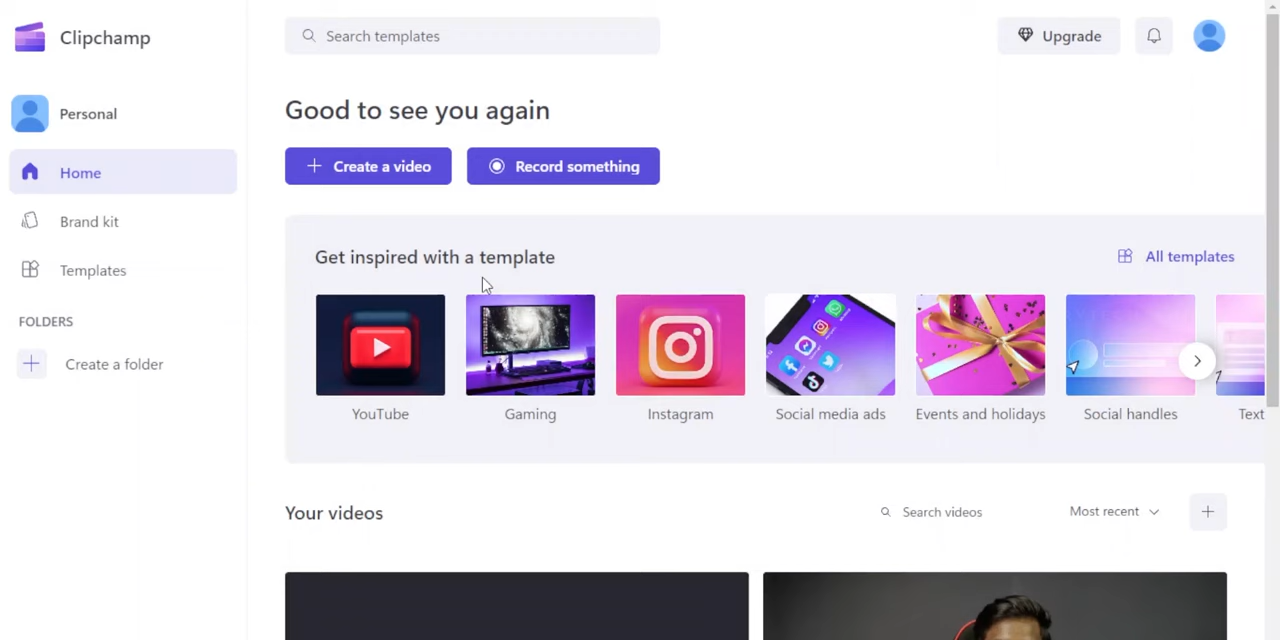 Clipchamp
Search templates
Upgrade
Personal
Good to see you again
Home
Create a video
Record something
Brand kit
Templates
Get inspired with a template
All templates
FOLDERS
Create a folder
YouTube
Gaming
Instagram
Social media ads
Events and holidays
Social handles
Text
Your videos
Search videos
Most recent